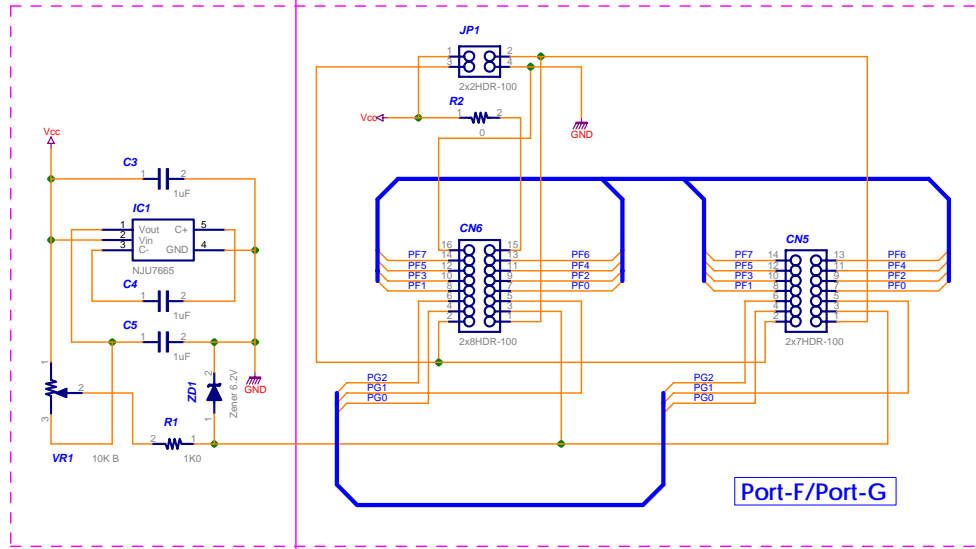 JP1
1 2
3 4
2x2HDR-100
R2
Vcc 1 2
0
GND
Vcc
C3
1 2
1uF
IC1
1 Vout C+ 5
2 Vin
3 C- GND 4
NJU7665
C4
1 2
1uF
C5
1 2
1uF
1
2
3
VR1
10K B
R1
2 1
1K0
ZD1
2
1
Zener 6.2V
GND
CN6
16 15
PF7 14 13 PF6
PF5 12 11 PF4
PF3 10 9 PF2
PF1 8 7 PF0
6 5
4 3
2 1
2x8HDR-100
PG2
PG1
PG0
CN5
PF7 14 13 PF6
PF5 12 11 PF4
PF3 10 9 PF2
PF1 8 7 PF0
6 5
4 3
2 1
2x7HDR-100
PG2
PG1
PG0
Port-F/Port-G